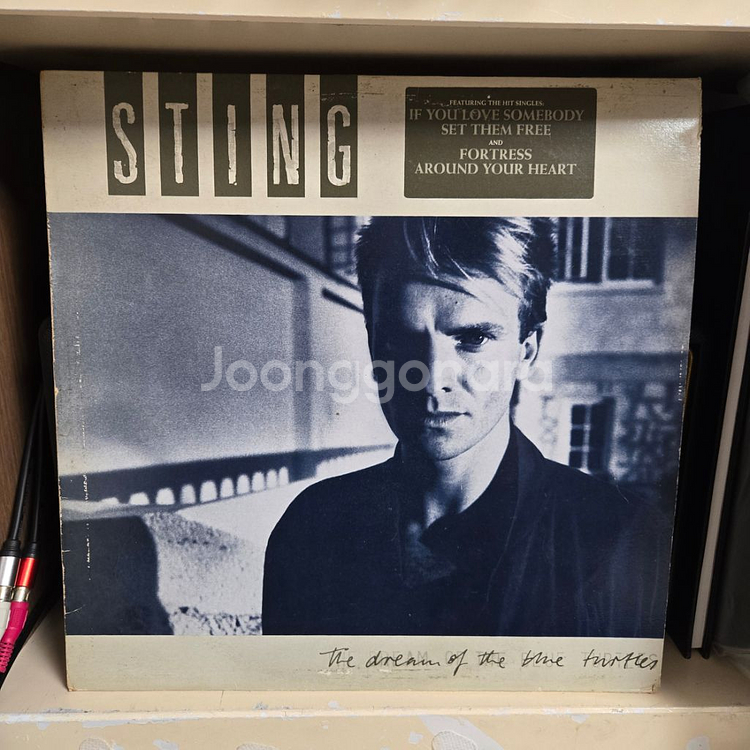 STING
FEATURING THE HIT SINGLES:
IF YOU LOVE SOMEBODY
SET THEM FREE
AND
FORTRESS
AROUND YOUR HEART
Joonggonara
the dream of the blue turtles